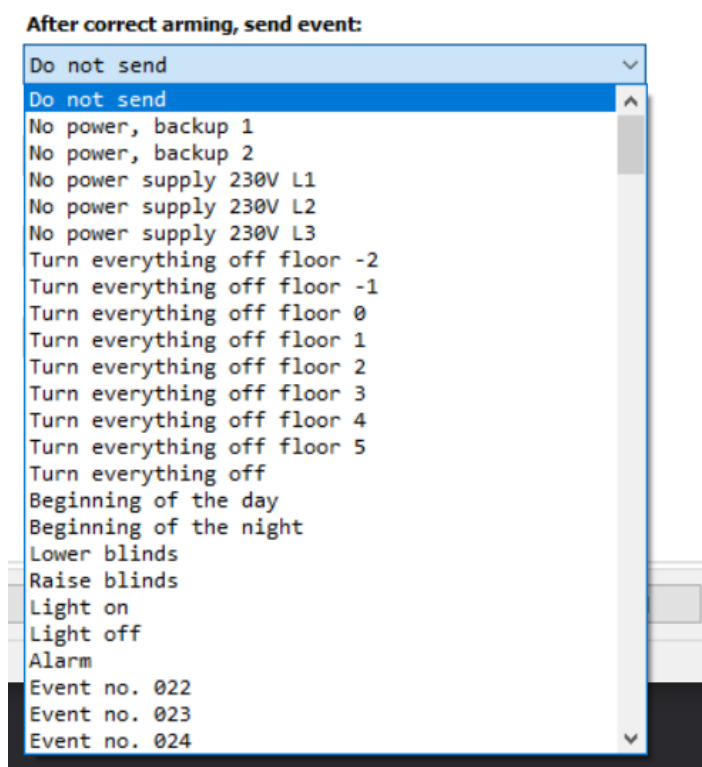 After correct arming, send event:
Do not send
Do not send
No power, backup 1
No power, backup 2
No power supply 230V L1
No power supply 230V L2
No power supply 230V L3
Turn everything off floor -2
Turn everything off floor -1
Turn everything off floor 0
Turn everything off floor 1
Turn everything off floor 2
Turn everything off floor 3
Turn everything off floor 4
Turn everything off floor 5
Turn everything off
Beginning of the day
Beginning of the night
Lower blinds
Raise blinds
Light on
Light off
Alarm
Event no. 022
Event no. 023
Event no. 024